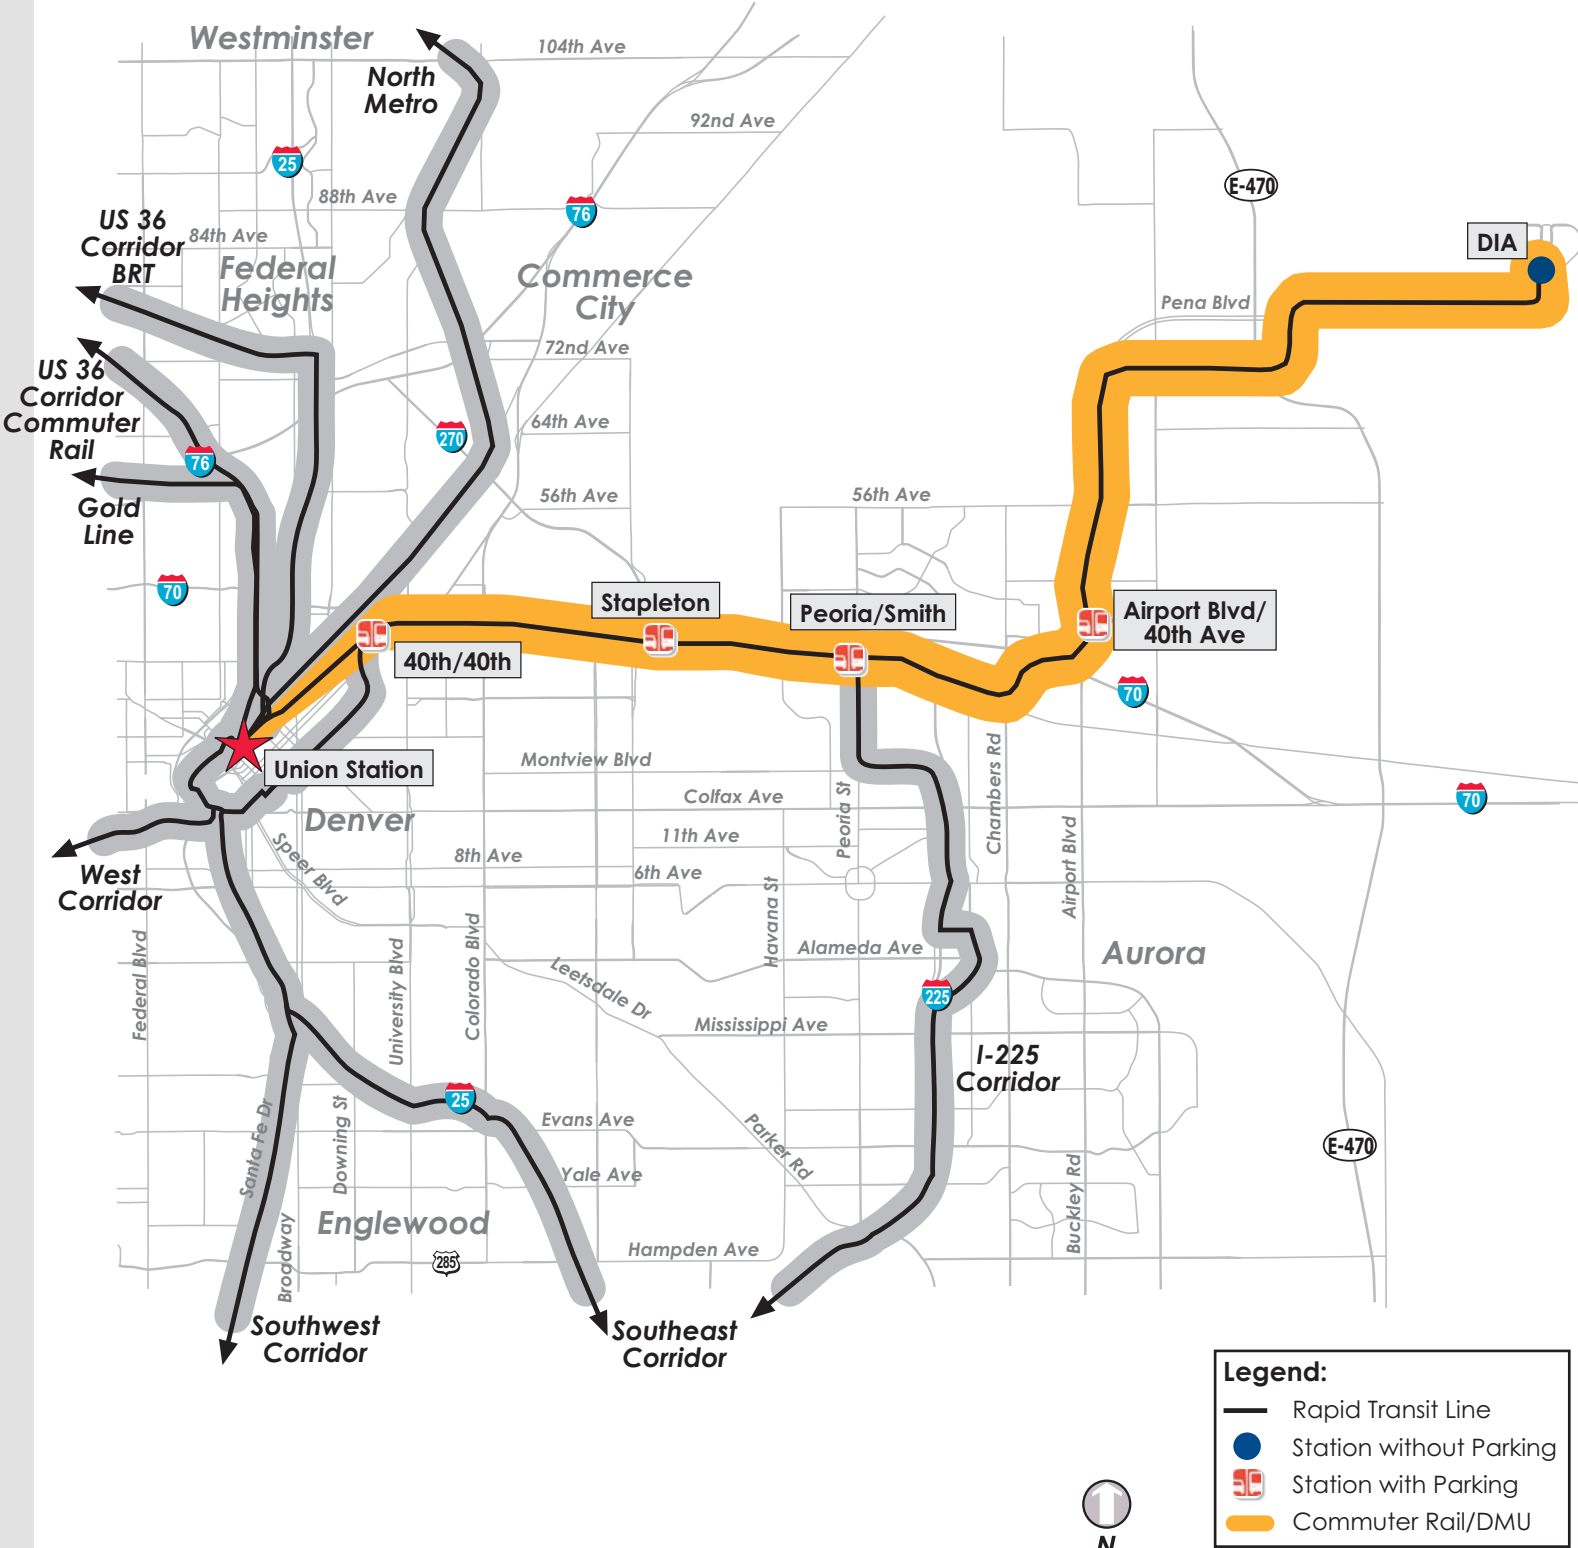 Westminster
104th Ave
North
Metro
92nd Ave
25
88th Ave
76
E-470
US 36
Corridor
BRT
84th Ave
Federal
Heights
Commerce
City
DIA
Pena Blvd
72nd Ave
US 36
Corridor
Commuter
Rail
64th Ave
270
76
Gold
Line
56th Ave
56th Ave
70
Stapleton
Peoria/Smith
Airport Blvd/
40th Ave
40th/40th
70
Union Station
Montview Blvd
Chambers Rd
Colfax Ave
70
Peoria St
Denver
11th Ave
Airport Blvd
Speer Blvd
8th Ave
6th Ave
West
Corridor
Havana St
Federal Blvd
University Blvd
Colorado Blvd
Alameda Ave
Aurora
Leetsdale Dr
225
Mississippi Ave
I-225
Corridor
25
Santa Fe Dr
Downing St
Evans Ave
Parker Rd
Yale Ave
Buckley Rd
E-470
Englewood
Broadway
285
Hampden Ave
Southwest
Corridor
Southeast
Corridor
Legend:
Rapid Transit Line
Station without Parking
Station with Parking
Commuter Rail/DMU
N